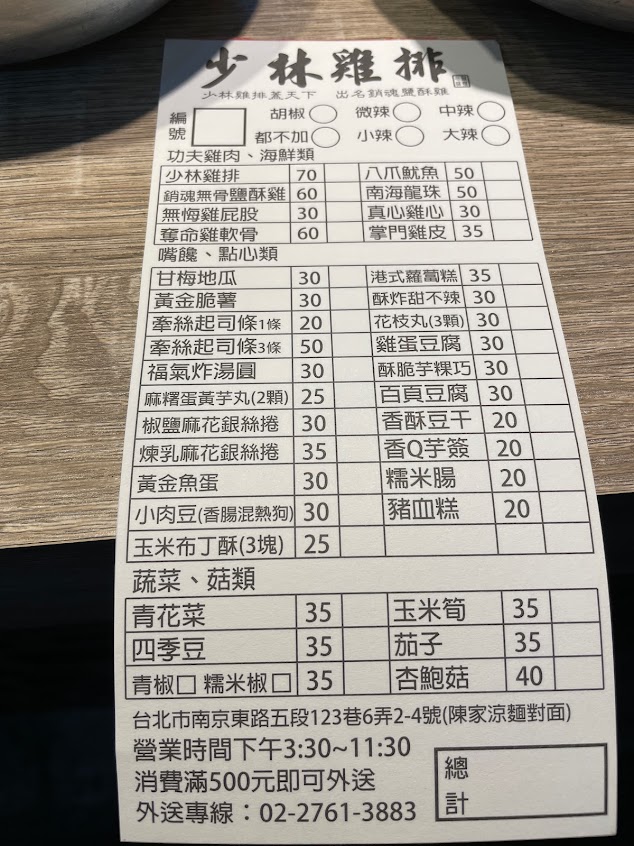 少林雞排
少林雞排蓋天下 出名銷魂鹽酥雞
編號 胡椒 微辣 中辣
都不加 小辣 大辣
功夫雞肉、海鮮類
少林雞排 70 八爪魷魚 50
銷魂無骨鹽酥雞 60 南海龍珠 50
無悔雞屁股 30 真心雞心 30
奪命雞軟骨 60 掌門雞皮 35
嘴饞、點心類
甘梅地瓜 30 港式蘿蔔糕 35
黃金脆薯 30 酥炸甜不辣 30
牽絲起司條1條 20 花枝丸(3顆) 30
牽絲起司條3條 50 雞蛋豆腐 30
福氣炸湯圓 30 酥脆芋粿巧 30
麻糬蛋黃芋丸(2顆) 25 百頁豆腐 30
椒鹽麻花銀絲捲 30 香酥豆干 20
煉乳麻花銀絲捲 35 香Q芋簽 20
黃金魚蛋 30 糯米腸 20
小肉豆(香腸混熱狗) 30 豬血糕 20
玉米布丁酥(3塊) 25
蔬菜、菇類
青花菜 35 玉米筍 35
四季豆 35 茄子 35
青椒□ 糯米椒□ 35 杏鮑菇 40
台北市南京東路五段123巷6弄2-4號(陳家涼麵對面)
營業時間下午3:30~11:30
消費滿500元即可外送
外送專線：02-2761-3883
總計